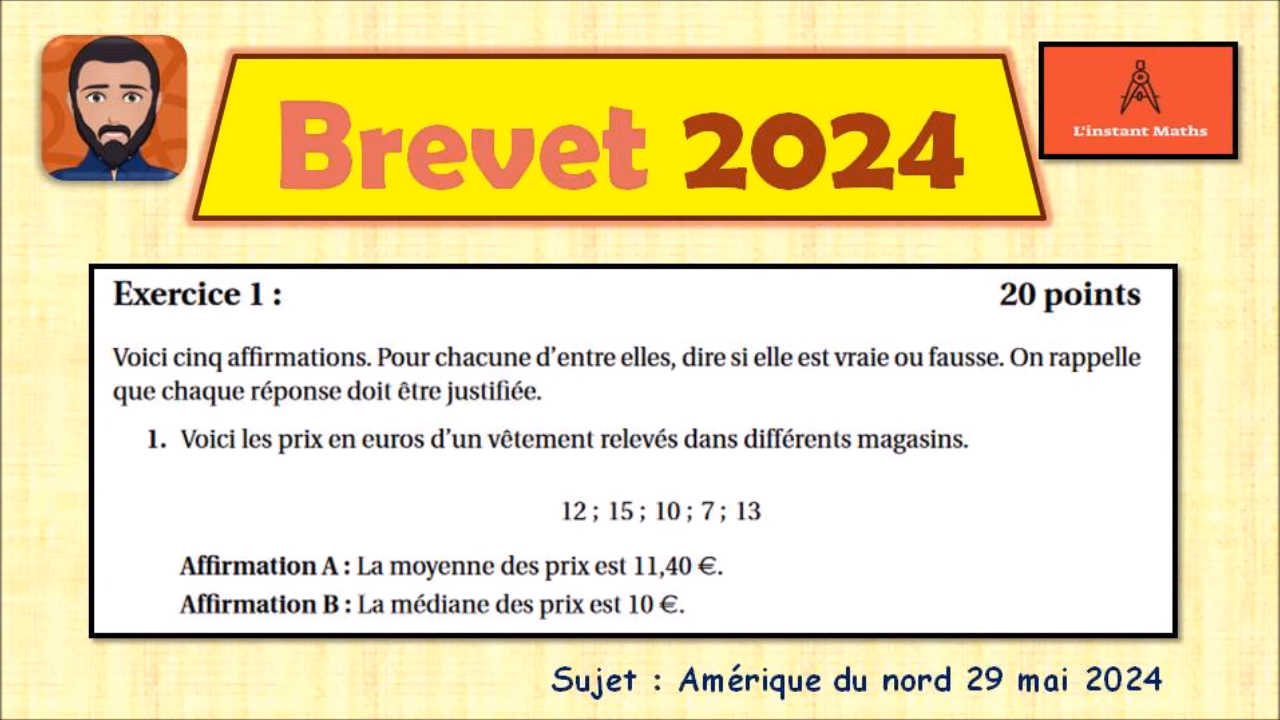 Brevet 2024
L'instant Maths
Exercice 1 : 20 points
Voici cinq affirmations. Pour chacune d'entre elles, dire si elle est vraie ou fausse. On rappelle
que chaque réponse doit être justifiée.
1. Voici les prix en euros d'un vêtement relevés dans différents magasins.
12 ; 15 ; 10 ; 7 ; 13
Affirmation A : La moyenne des prix est 11,40 €.
Affirmation B : La médiane des prix est 10 €.
Sujet : Amérique du nord 29 mai 2024